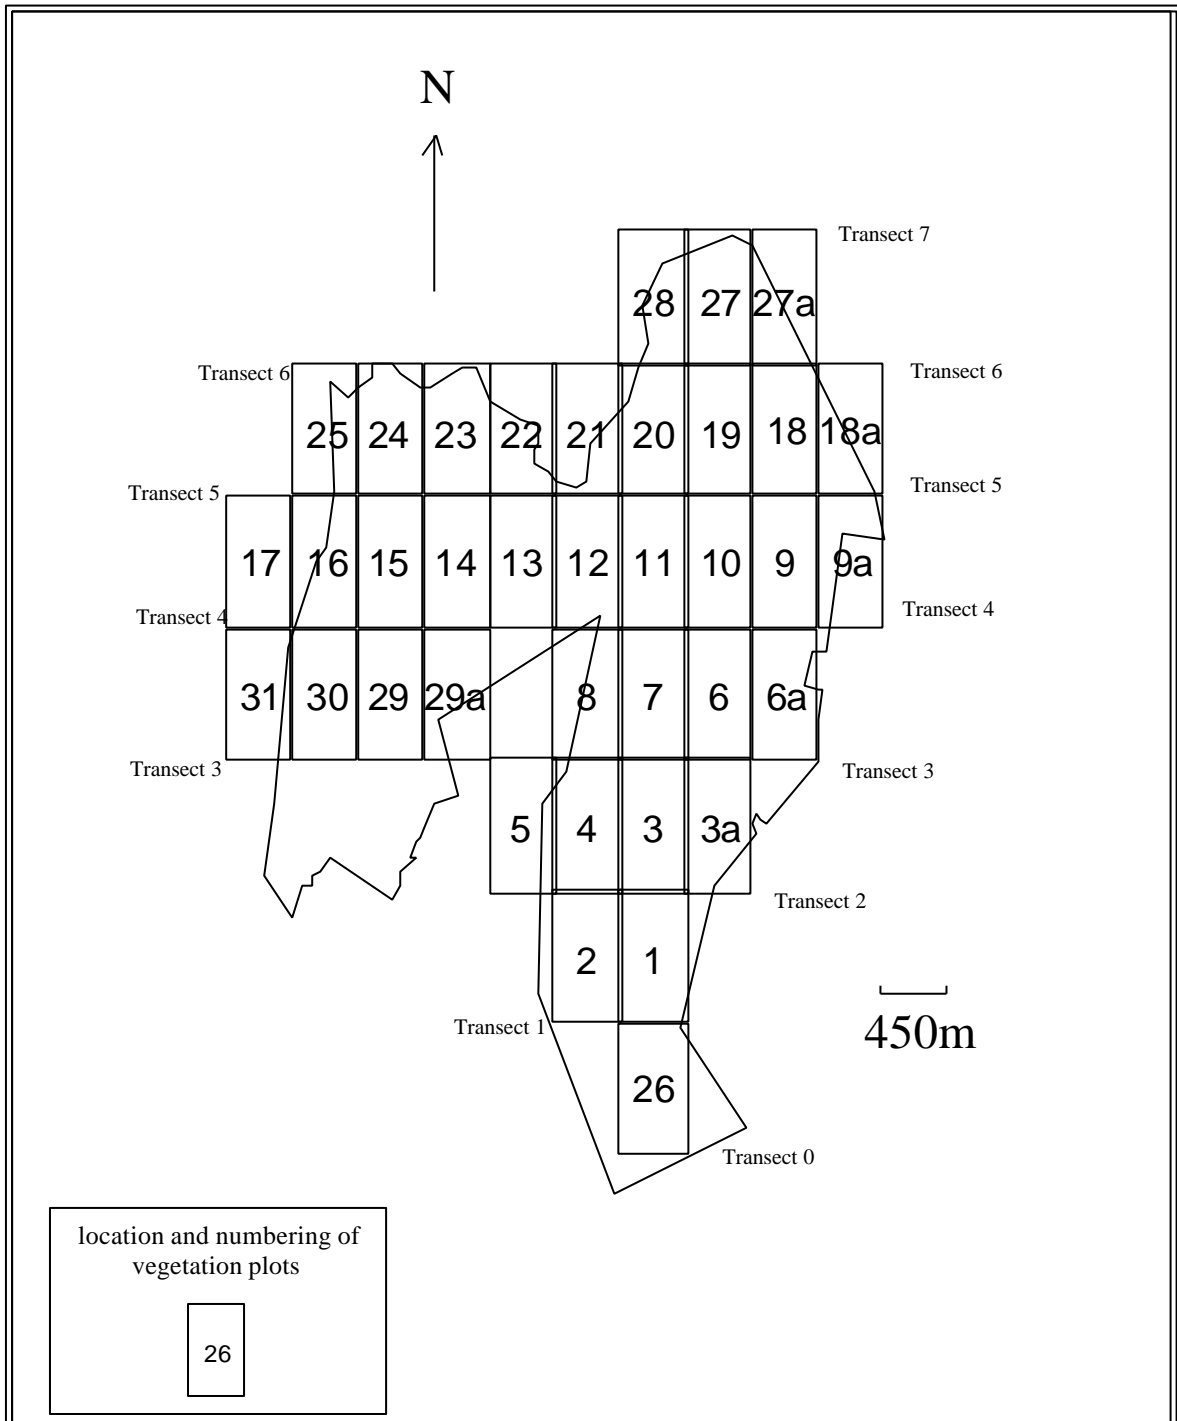 N
Transect 7
28 27 27a
Transect 6 Transect 6
25 24 23 22 21 20 19 18 18a
Transect 5 Transect 5
17 16 15 14 13 12 11 10 9 9a
Transect 4 Transect 4
31 30 29 29a 8 7 6 6a
Transect 3 Transect 3
5 4 3 3a
Transect 2
2 1
450m
Transect 1
26
Transect 0
location and numbering of
vegetation plots
26